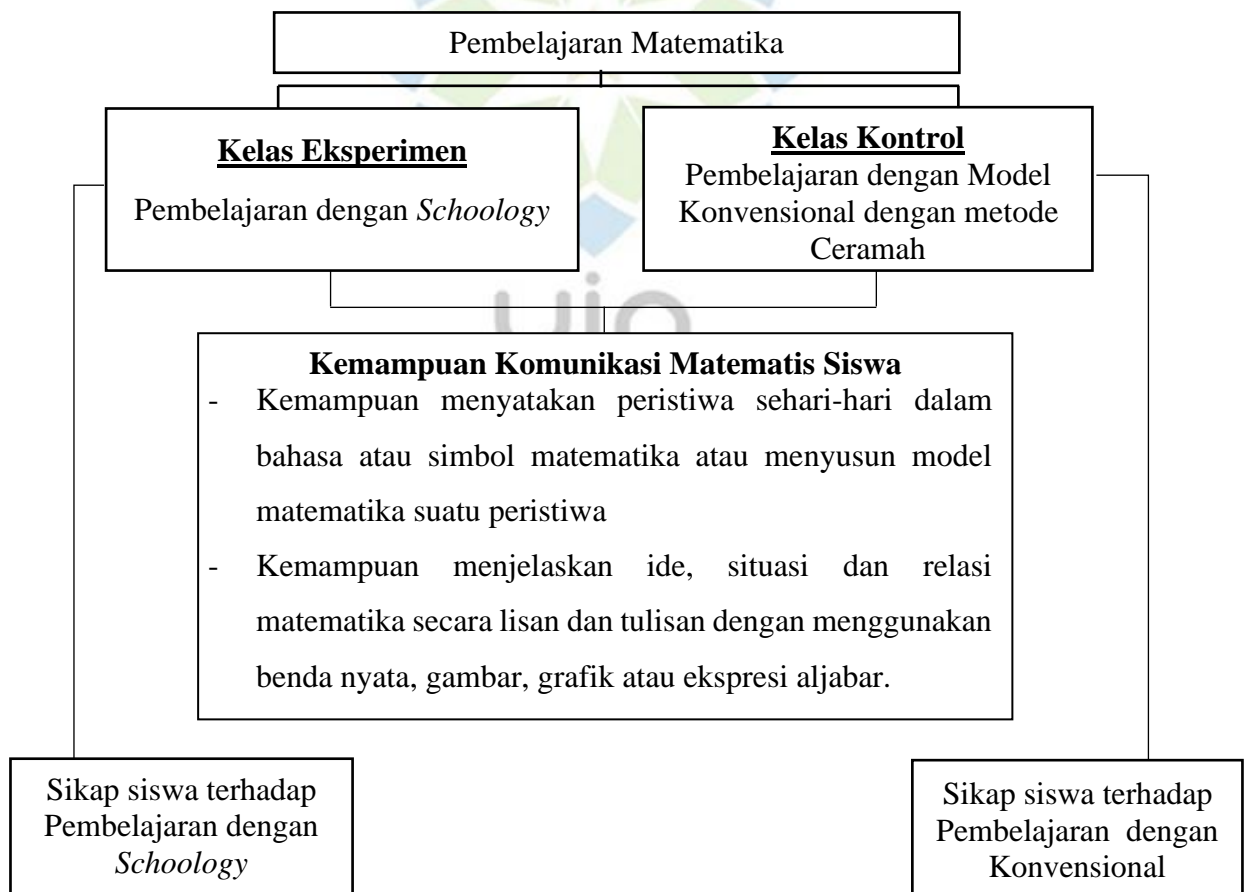 Pembelajaran Matematika
Kelas Eksperimen
Pembelajaran dengan Schoology
Kelas Kontrol
Pembelajaran dengan Model
Konvensional dengan metode
Ceramah
uin
Kemampuan Komunikasi Matematis Siswa
- Kemampuan menyatakan peristiwa sehari-hari dalam
bahasa atau simbol matematika atau menyusun model
matematika suatu peristiwa
- Kemampuan menjelaskan ide, situasi dan relasi
matematika secara lisan dan tulisan dengan menggunakan
benda nyata, gambar, grafik atau ekspresi aljabar.
Sikap siswa terhadap
Pembelajaran dengan
Schoology
Sikap siswa terhadap
Pembelajaran dengan
Konvensional